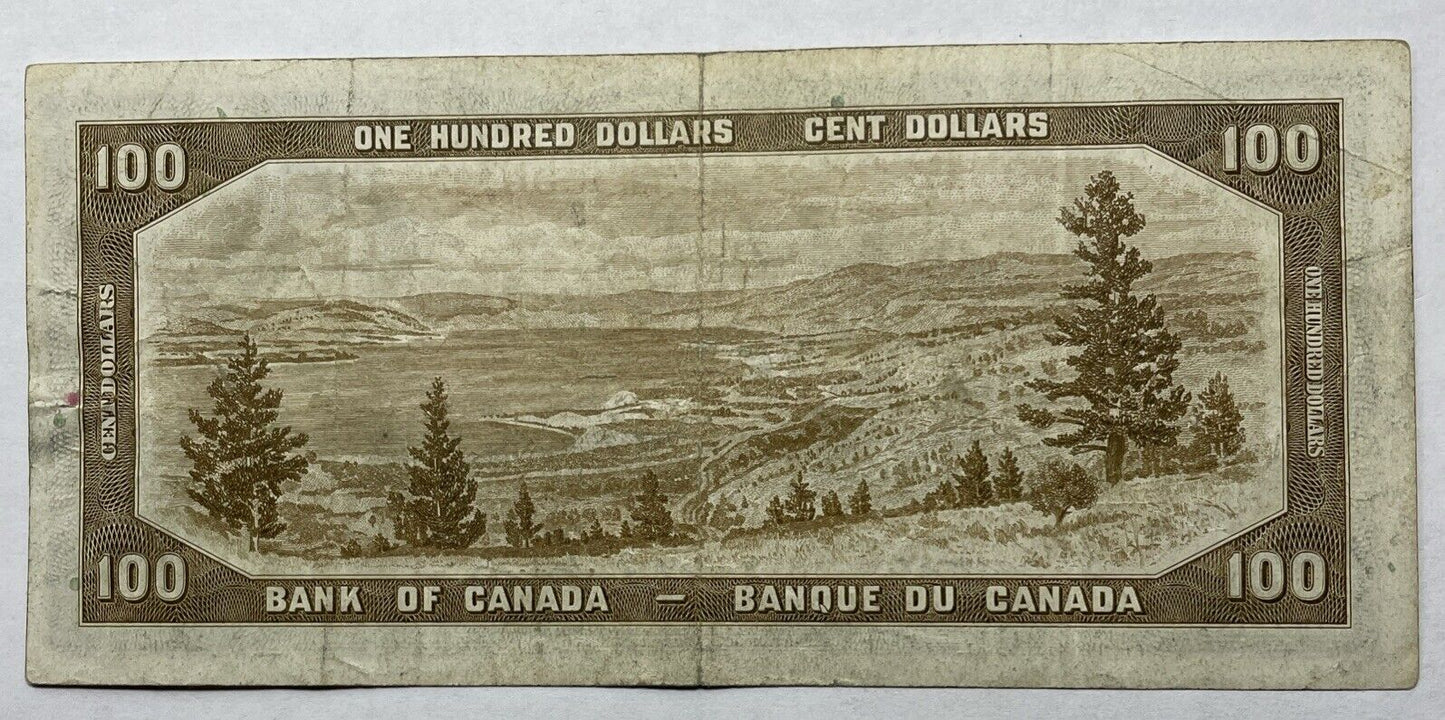 ONE HUNDRED DOLLARS CENT DOLLARS
100 100
CENT DOLLARS
ONE HUNDRED DOLLARS
100 100
BANK OF CANADA — BANQUE DU CANADA